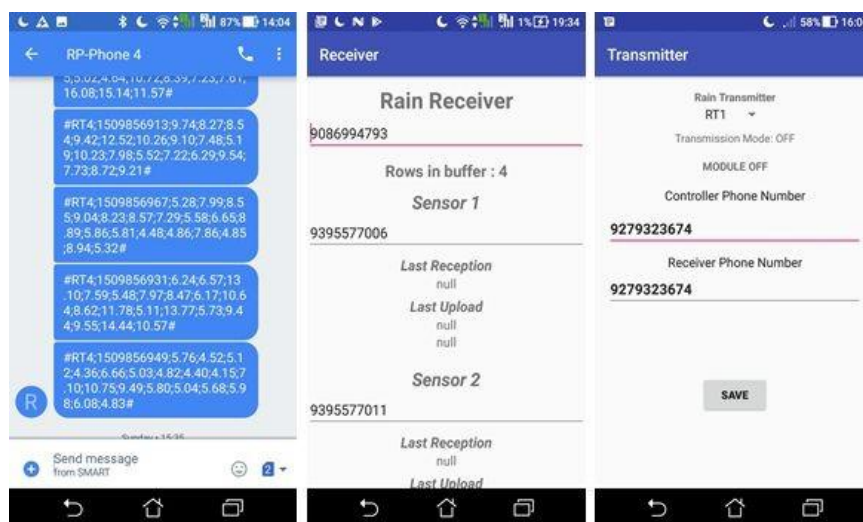 87% 14:04
RP-Phone 4
16.08;15.14;11.57#
#RT4;1509856913;9.74;8.27;8.5
4;9.42;12.52;10.26;9.10;7.48;5.1
9;10.23;7.98;5.52;7.22;6.29;9.54;
7.73;8.72;9.21#
#RT4;1509856967;5.28;7.99;8.5
5;9.04;8.23;8.57;7.29;5.58;6.65;8
.89;5.86;5.81;4.48;4.86;7.86;4.85
;8.94;5.32#
#RT4;1509856931;6.24;6.57;13
.10;7.59;5.48;7.97;8.47;6.17;10.6
4;8.62;11.78;5.11;13.77;5.73;9.4
4;9.55;14.44;10.57#
#RT4;1509856949;5.76;4.52;5.1
2;4.36;6.66;5.03;4.82;4.40;4.15;7
.10;10.75;9.49;5.80;5.04;5.68;5.9
8;6.08;4.83#
R
Sunday • 15:35
Send message
from SMART
2
1% 19:34
Receiver
Rain Receiver
9086994793
Rows in buffer : 4
Sensor 1
9395577006
Last Reception
null
Last Upload
null
null
Sensor 2
9395577011
Last Reception
null
Last Upload
58% 16:0
Transmitter
Rain Transmitter
RT1
Transmission Mode: OFF
MODULE OFF
Controller Phone Number
9279323674
Receiver Phone Number
9279323674
SAVE